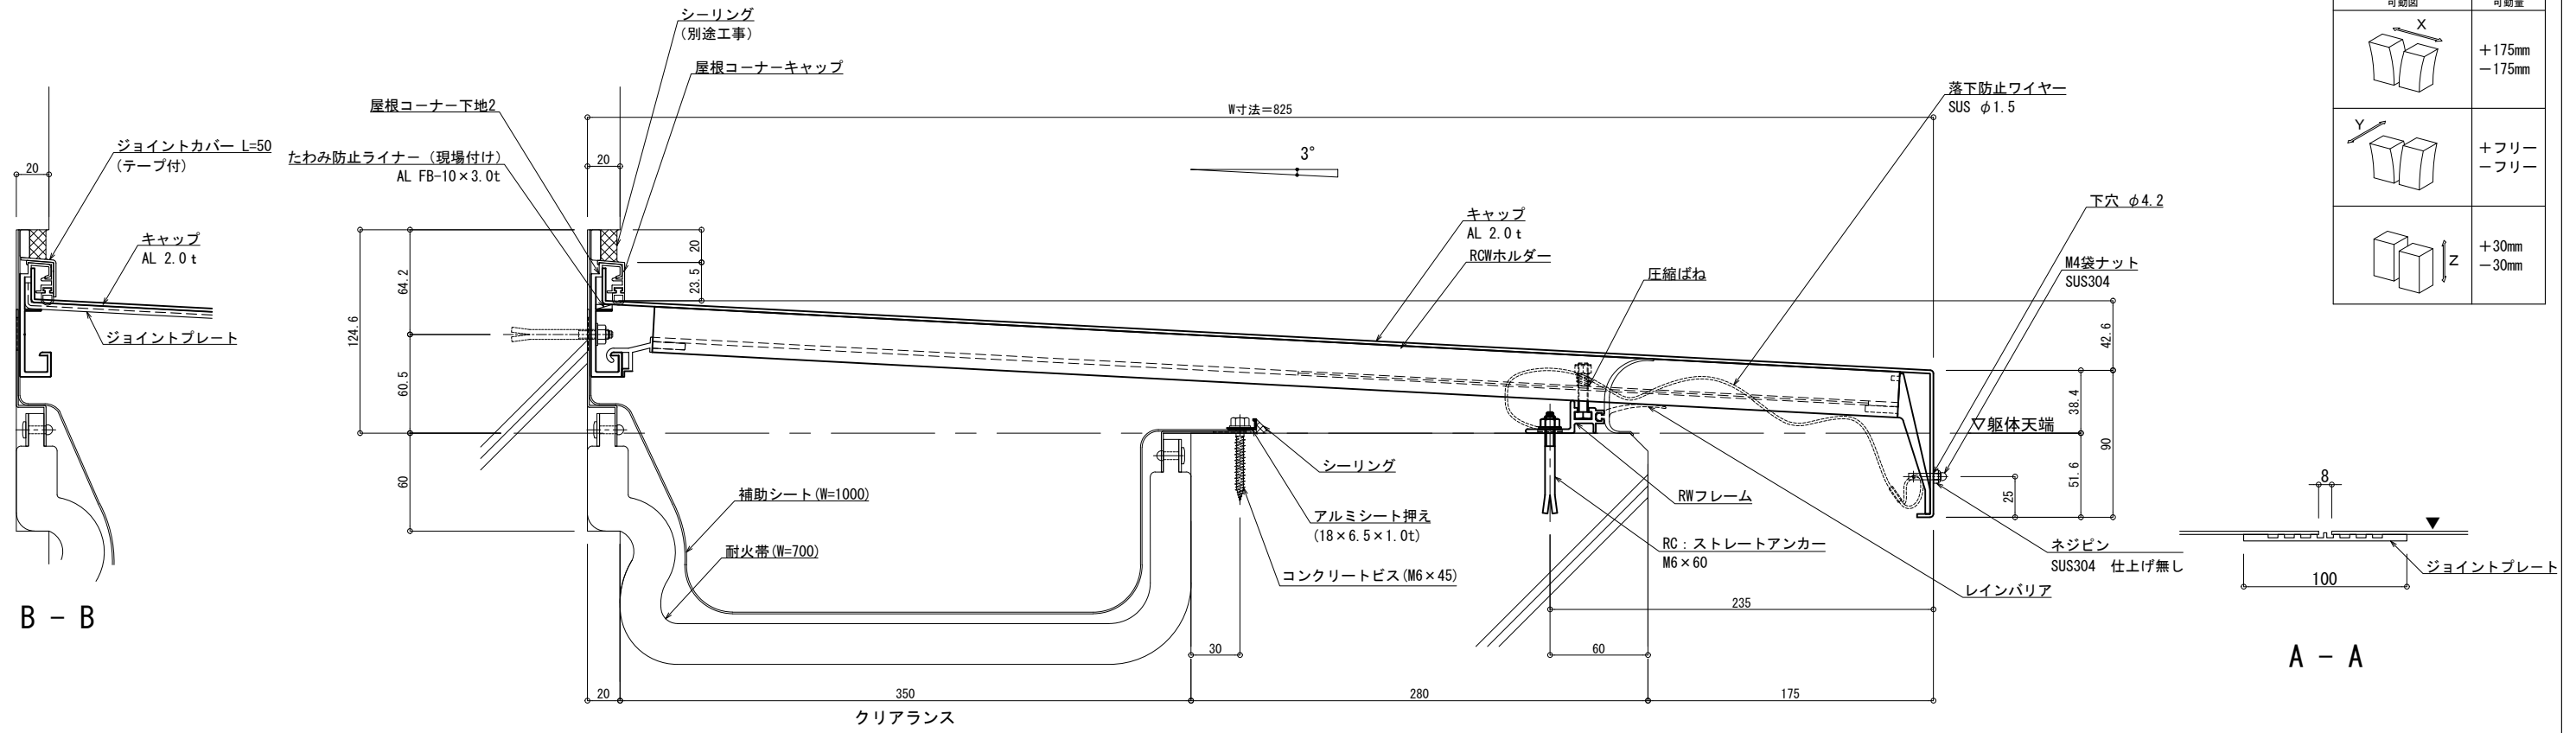 シーリング
(別途工事)
屋根コーナーキャップ
屋根コーナー下地2
たわみ防止ライナー (現場付け)
AL FB-10×3.0t
ジョイントカバー L=50
(テープ付)
20
キャップ
AL 2.0t
ジョイントプレート
B - B
W寸法=825
20
3°
20
23.5
64.2
124.6
60.5
60
キャップ
AL 2.0t
RCWホルダー
圧縮ばね
落下防止ワイヤー
SUS φ1.5
下穴 φ4.2
M4袋ナット
SUS304
42.6
38.4
▽躯体天端
90
51.6
25
シーリング
補助シート(W=1000)
耐火帯(W=700)
アルミシート押え
(18×6.5×1.0t)
コンクリートビス(M6×45)
RWフレーム
RC:ストレートアンカー
M6×60
ネジピン
SUS304 仕上げ無し
レインバリア
235
30
60
20
350
280
175
クリアランス
8
ジョイントプレート
100
A - A
可動図 可動量
X
+175mm
-175mm
Y
+フリー
-フリー
Z
+30mm
-30mm